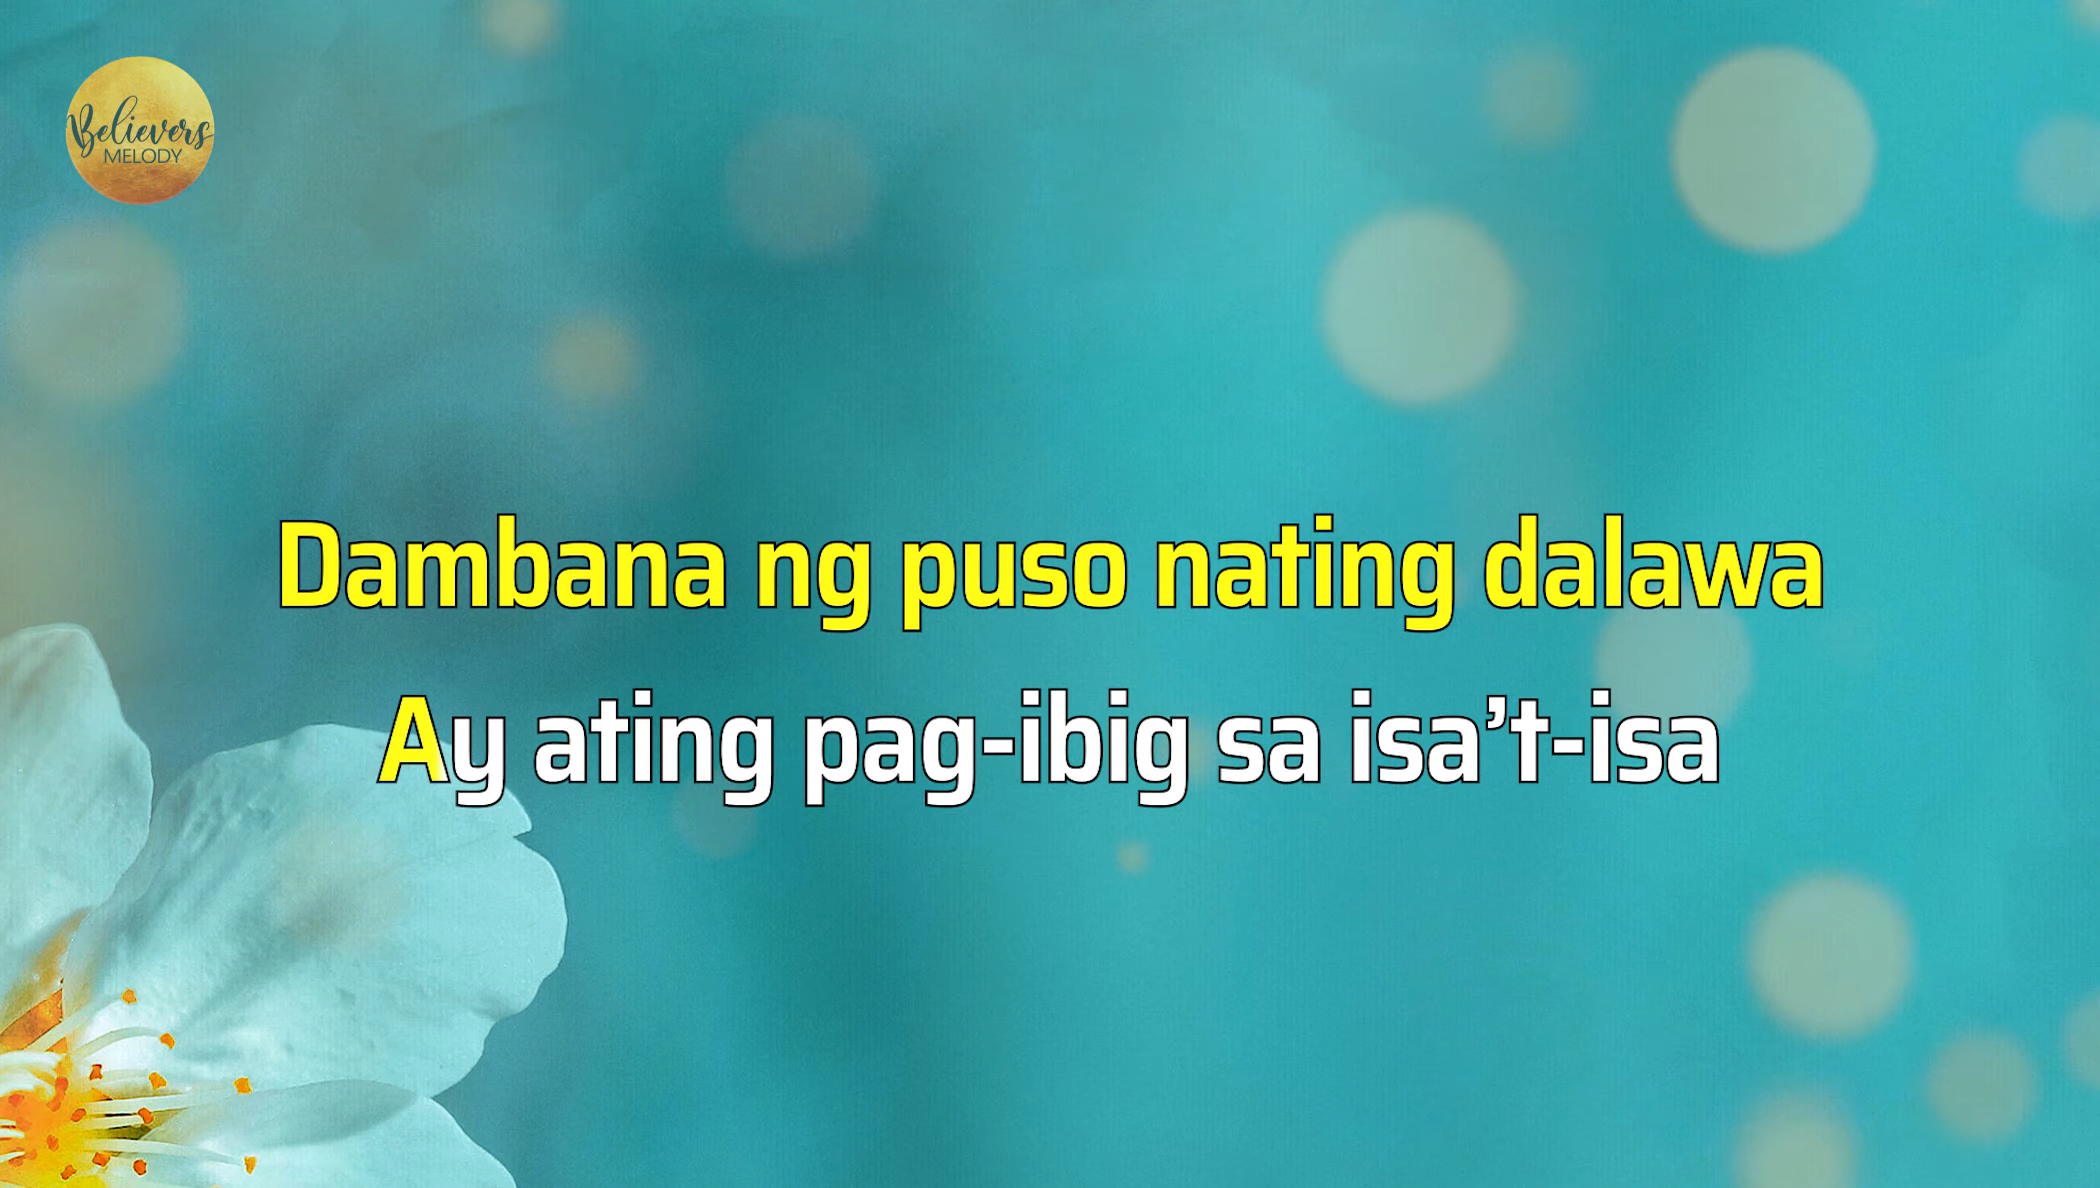 Believers
MELODY
Dambana ng puso nating dalawa
Ay ating pag-ibig sa isa’t-isa